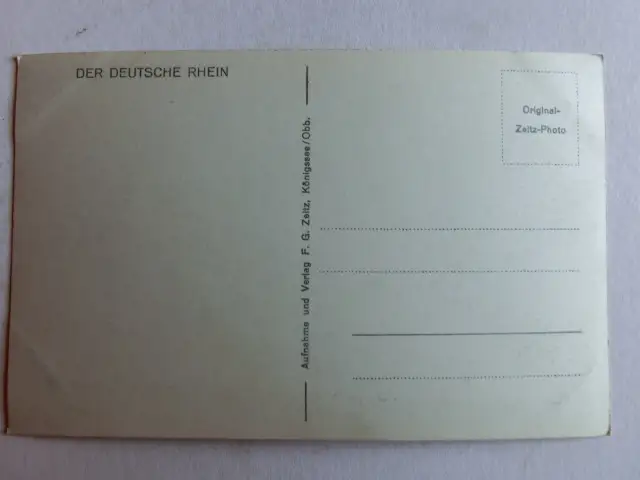 DER DEUTSCHE RHEIN
Aufnahme und Verlag F. G. Zeitz, Königssee/Obb.
Original-
Zeitz-Photo